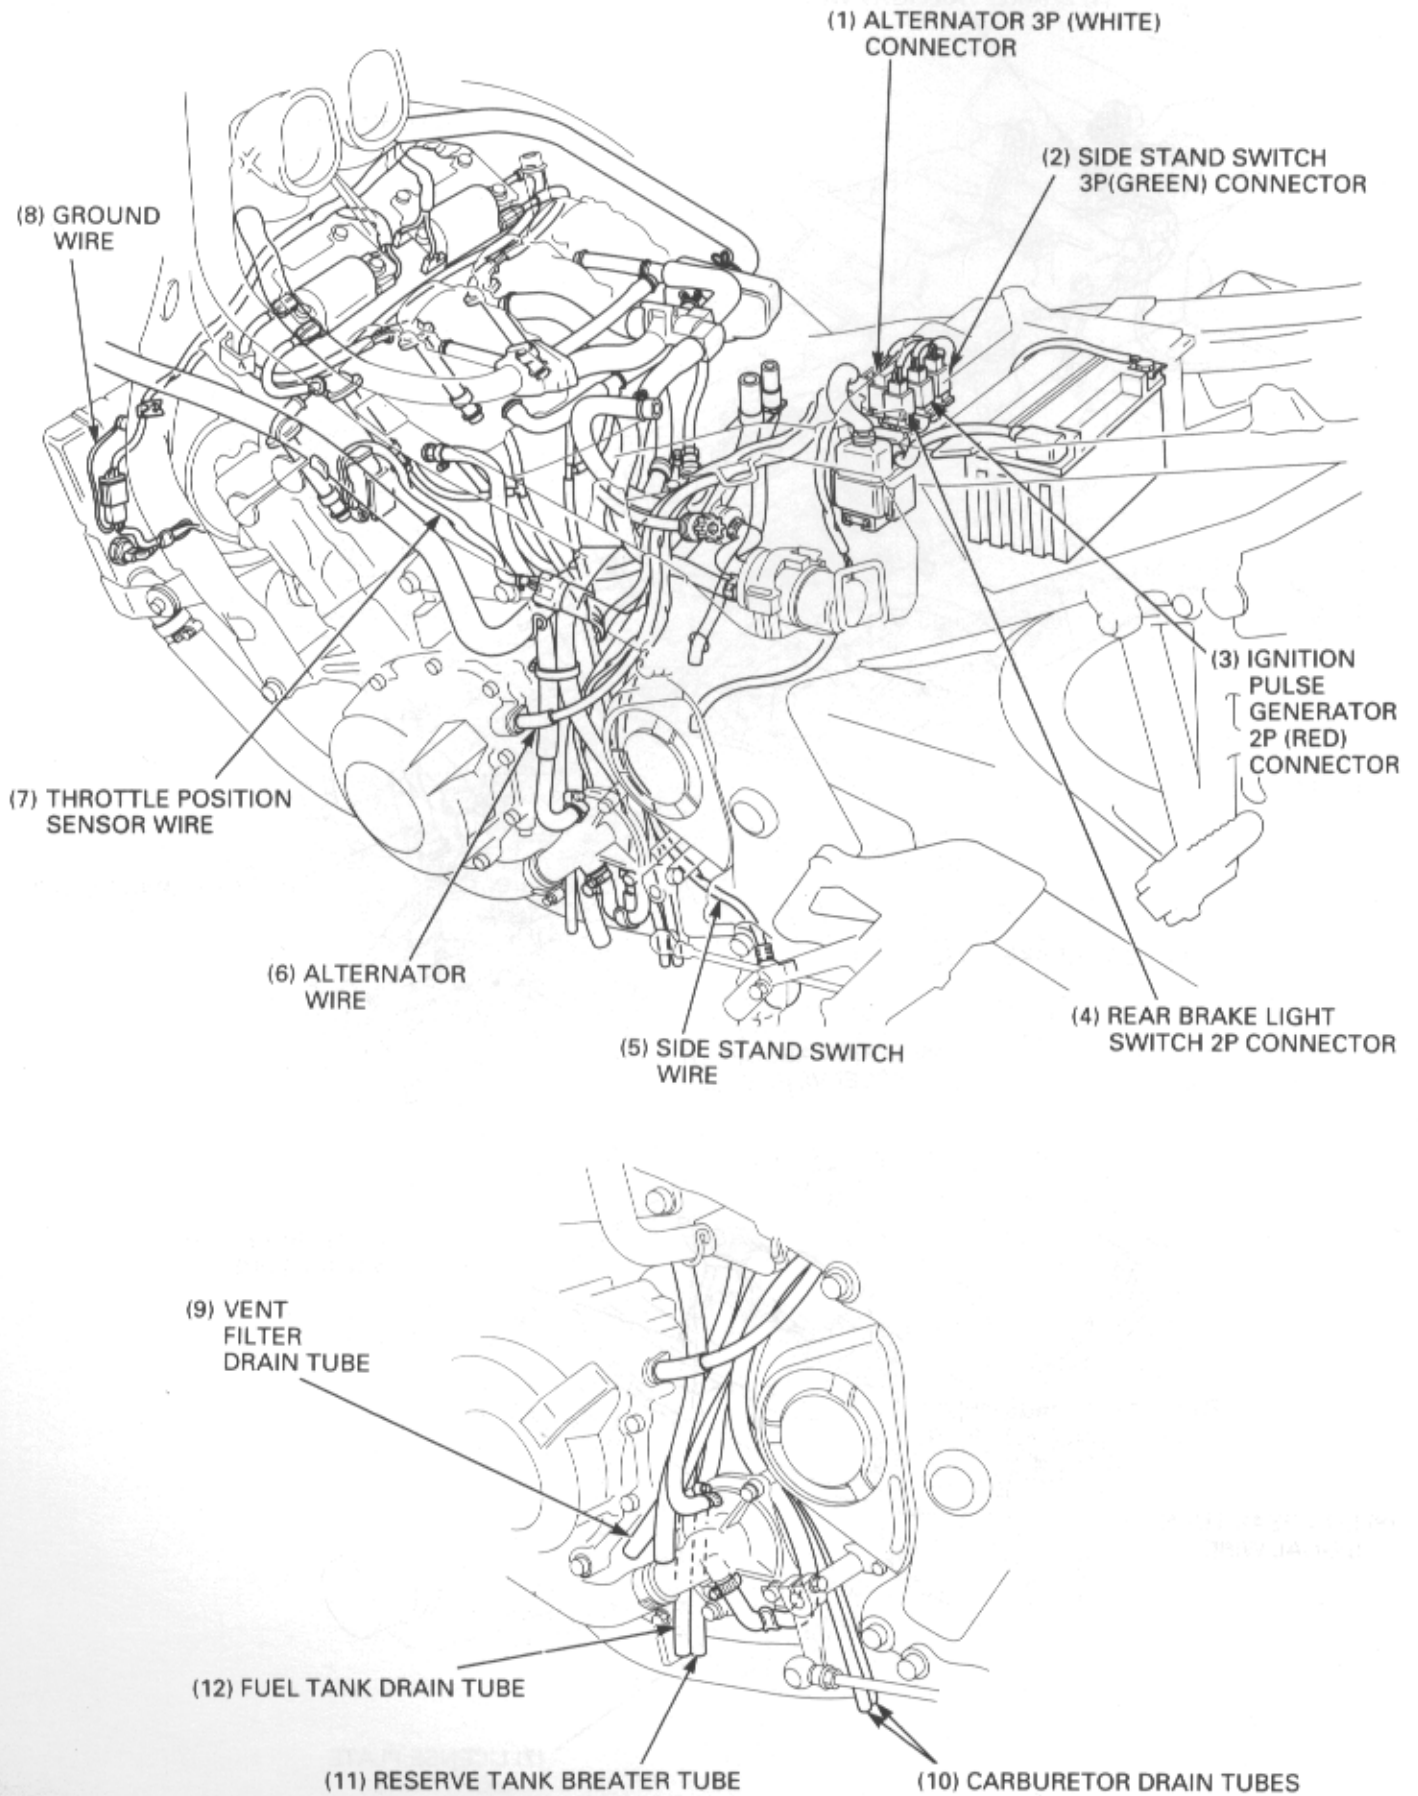 (1) ALTERNATOR 3P (WHITE)
CONNECTOR
(2) SIDE STAND SWITCH
3P(GREEN) CONNECTOR
(8) GROUND
WIRE
(3) IGNITION
PULSE
GENERATOR
2P (RED)
CONNECTOR
(7) THROTTLE POSITION
SENSOR WIRE
(6) ALTERNATOR
WIRE
(4) REAR BRAKE LIGHT
SWITCH 2P CONNECTOR
(5) SIDE STAND SWITCH
WIRE
(9) VENT
FILTER
DRAIN TUBE
(12) FUEL TANK DRAIN TUBE
(11) RESERVE TANK BREATER TUBE
(10) CARBURETOR DRAIN TUBES